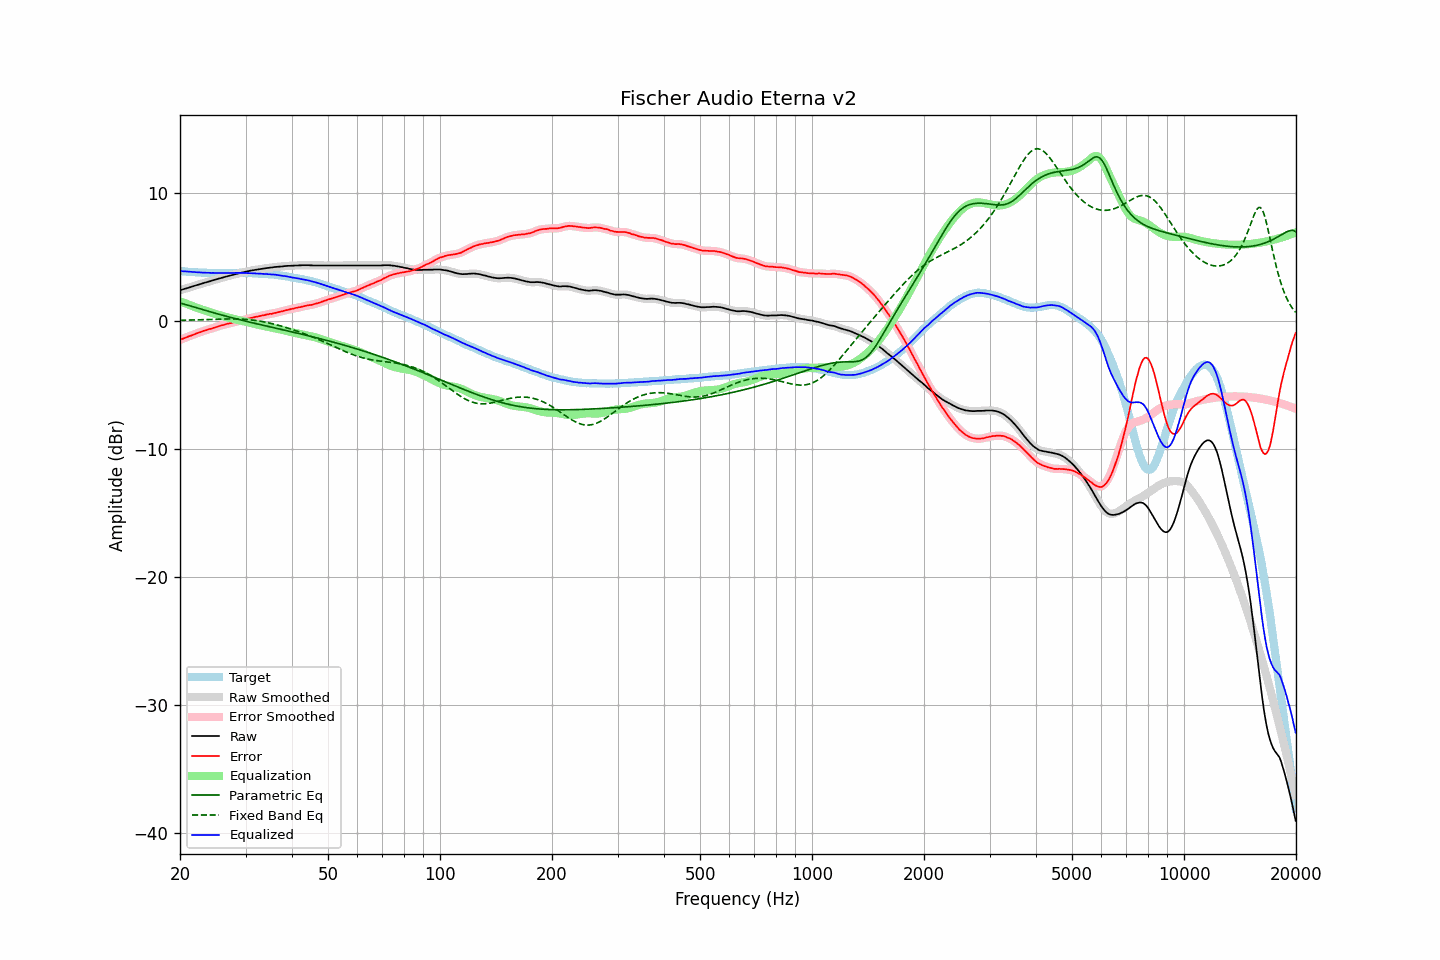 Fischer Audio Eterna v2
Amplitude (dBr)
10
0
−10
−20
−30
−40
Target
Raw Smoothed
Error Smoothed
Raw
Error
Equalization
Parametric Eq
Fixed Band Eq
Equalized
20 50 100 200 500 1000 2000 5000 10000 20000
Frequency (Hz)